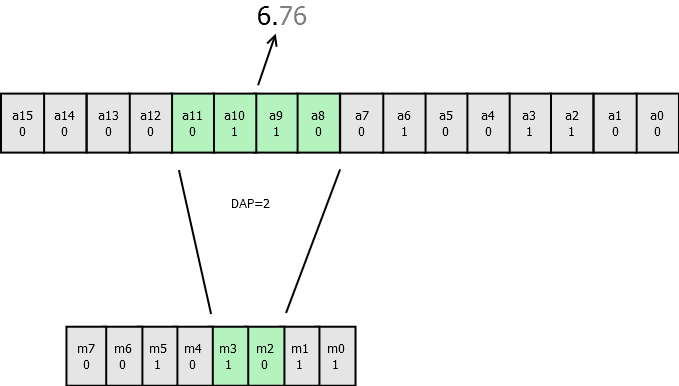 6.76
a15 a14 a13 a12 a11 a10 a9 a8 a7 a6 a5 a4 a3 a2 a1 a0
0 0 0 0 0 1 1 0 0 1 0 0 1 1 0 0
DAP=2
m7 m6 m5 m4 m3 m2 m1 m0
0 0 1 0 1 0 1 1